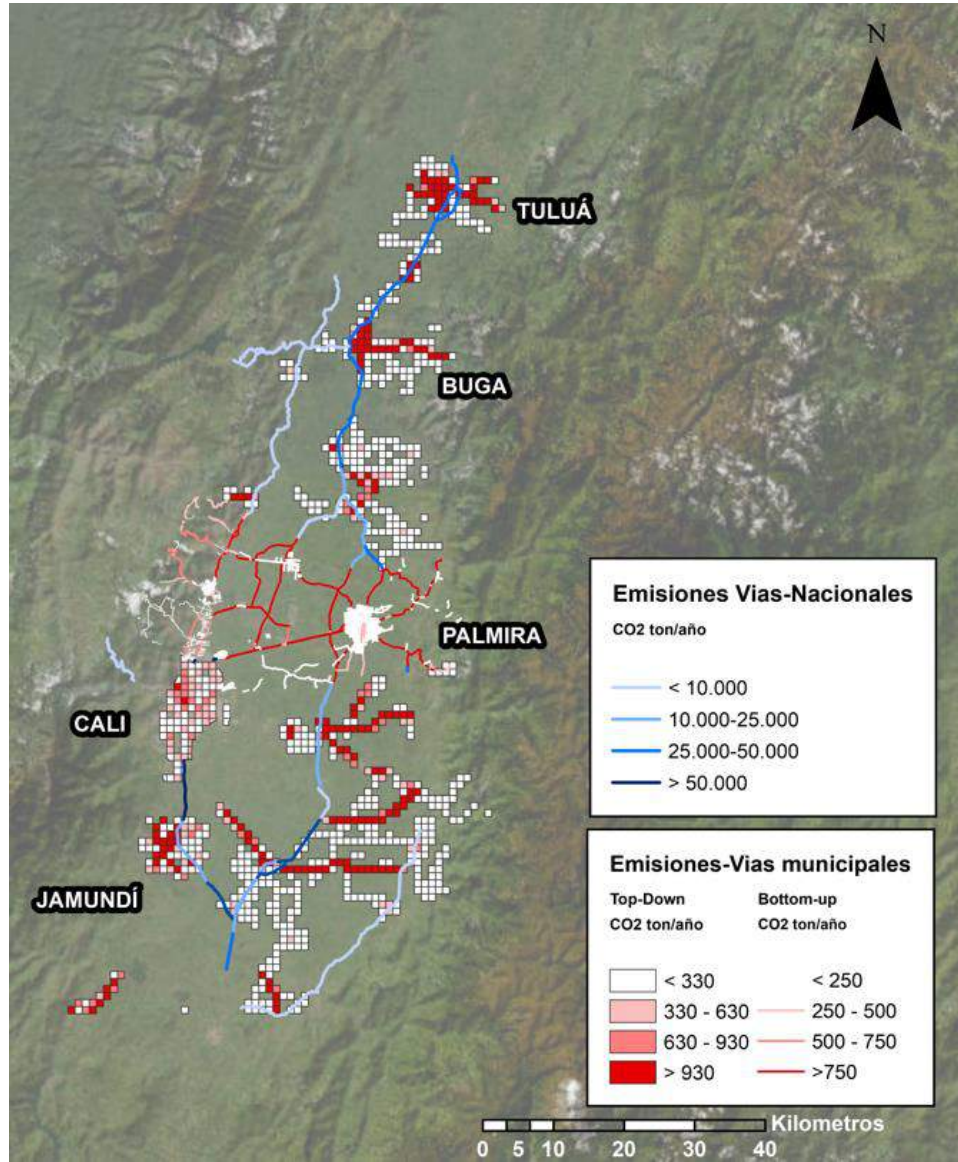 N
TULUÁ
BUGA
PALMIRA
CALI
JAMUNDÍ
Emisiones Vias-Nacionales
CO2 ton/año
< 10.000
10.000-25.000
25.000-50.000
> 50.000
Emisiones-Vias municipales
Top-Down Bottom-up
CO2 ton/año CO2 ton/año
< 330 < 250
330 - 630 250 - 500
630 - 930 500 - 750
> 930 >750
Kilometros
0 5 10 20 30 40